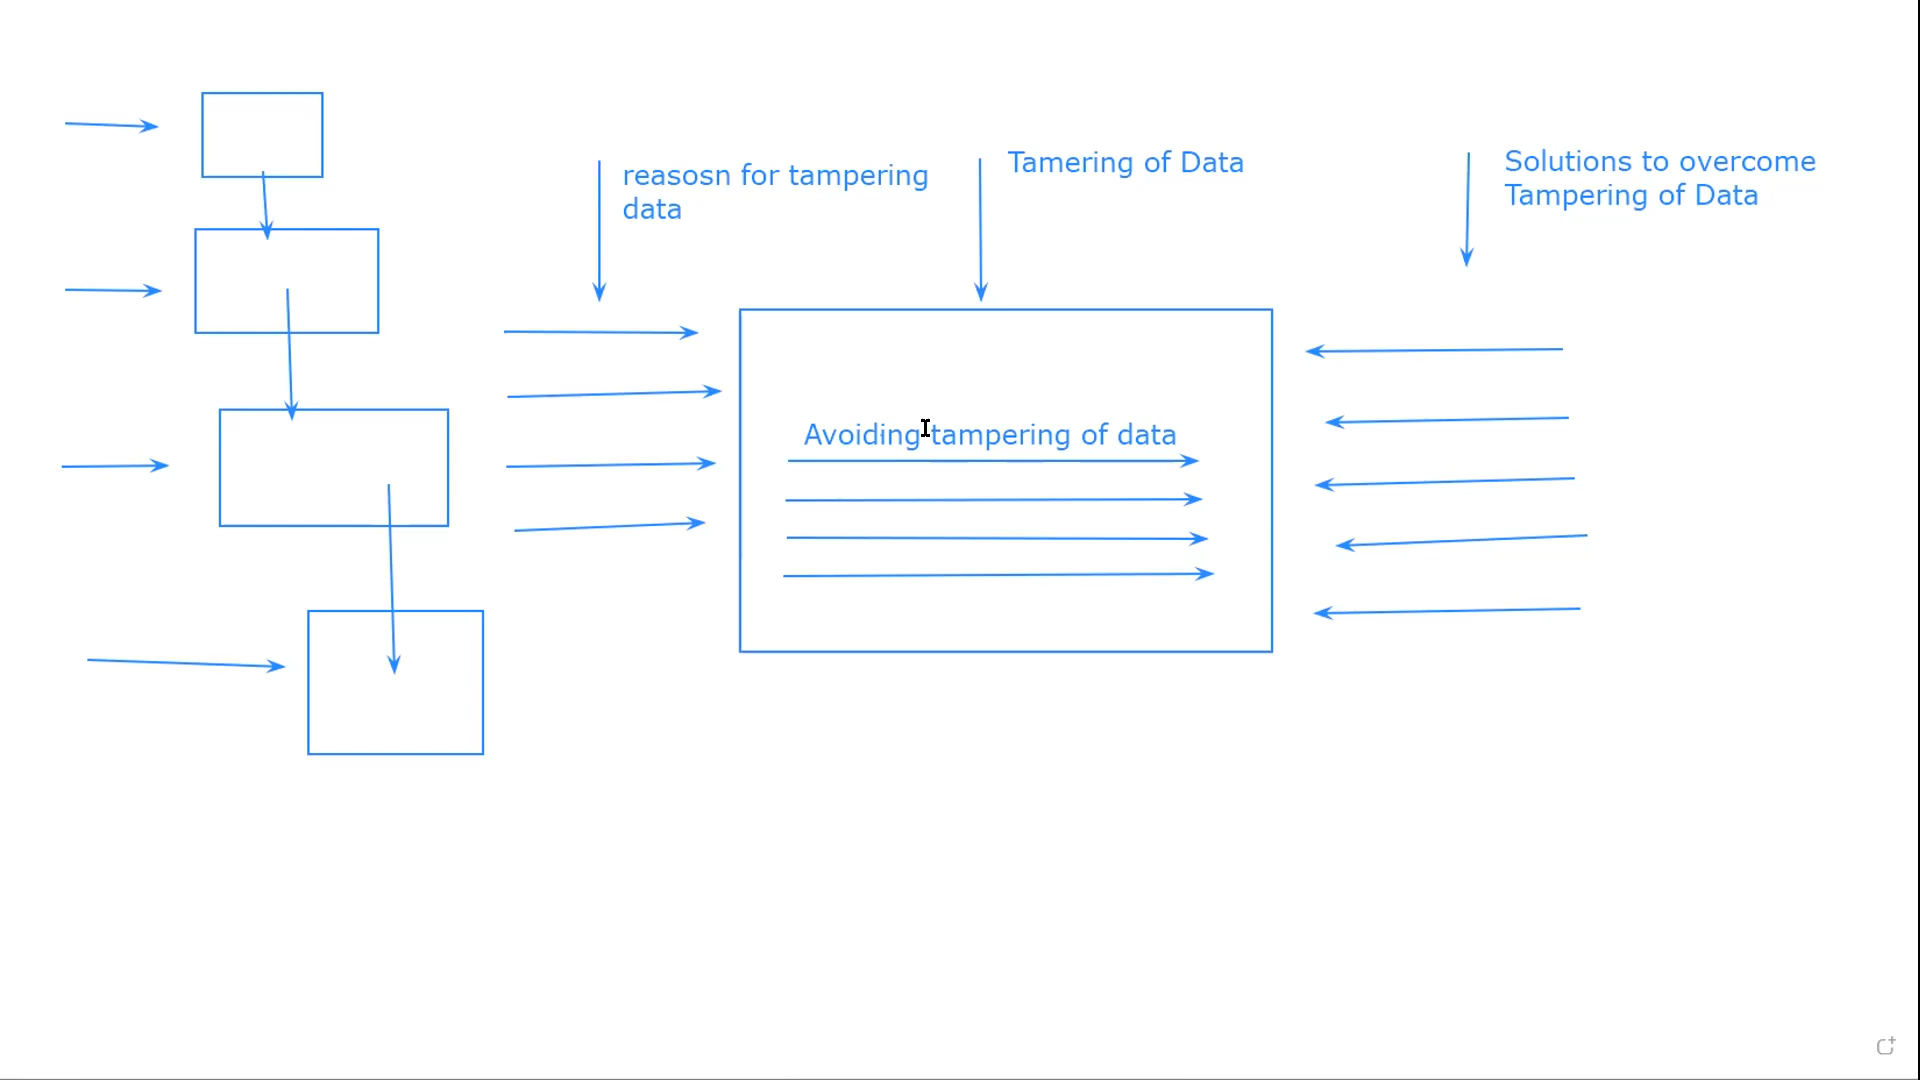 reasosn for tampering
data
Tamering of Data
Solutions to overcome
Tampering of Data
Avoiding tampering of data